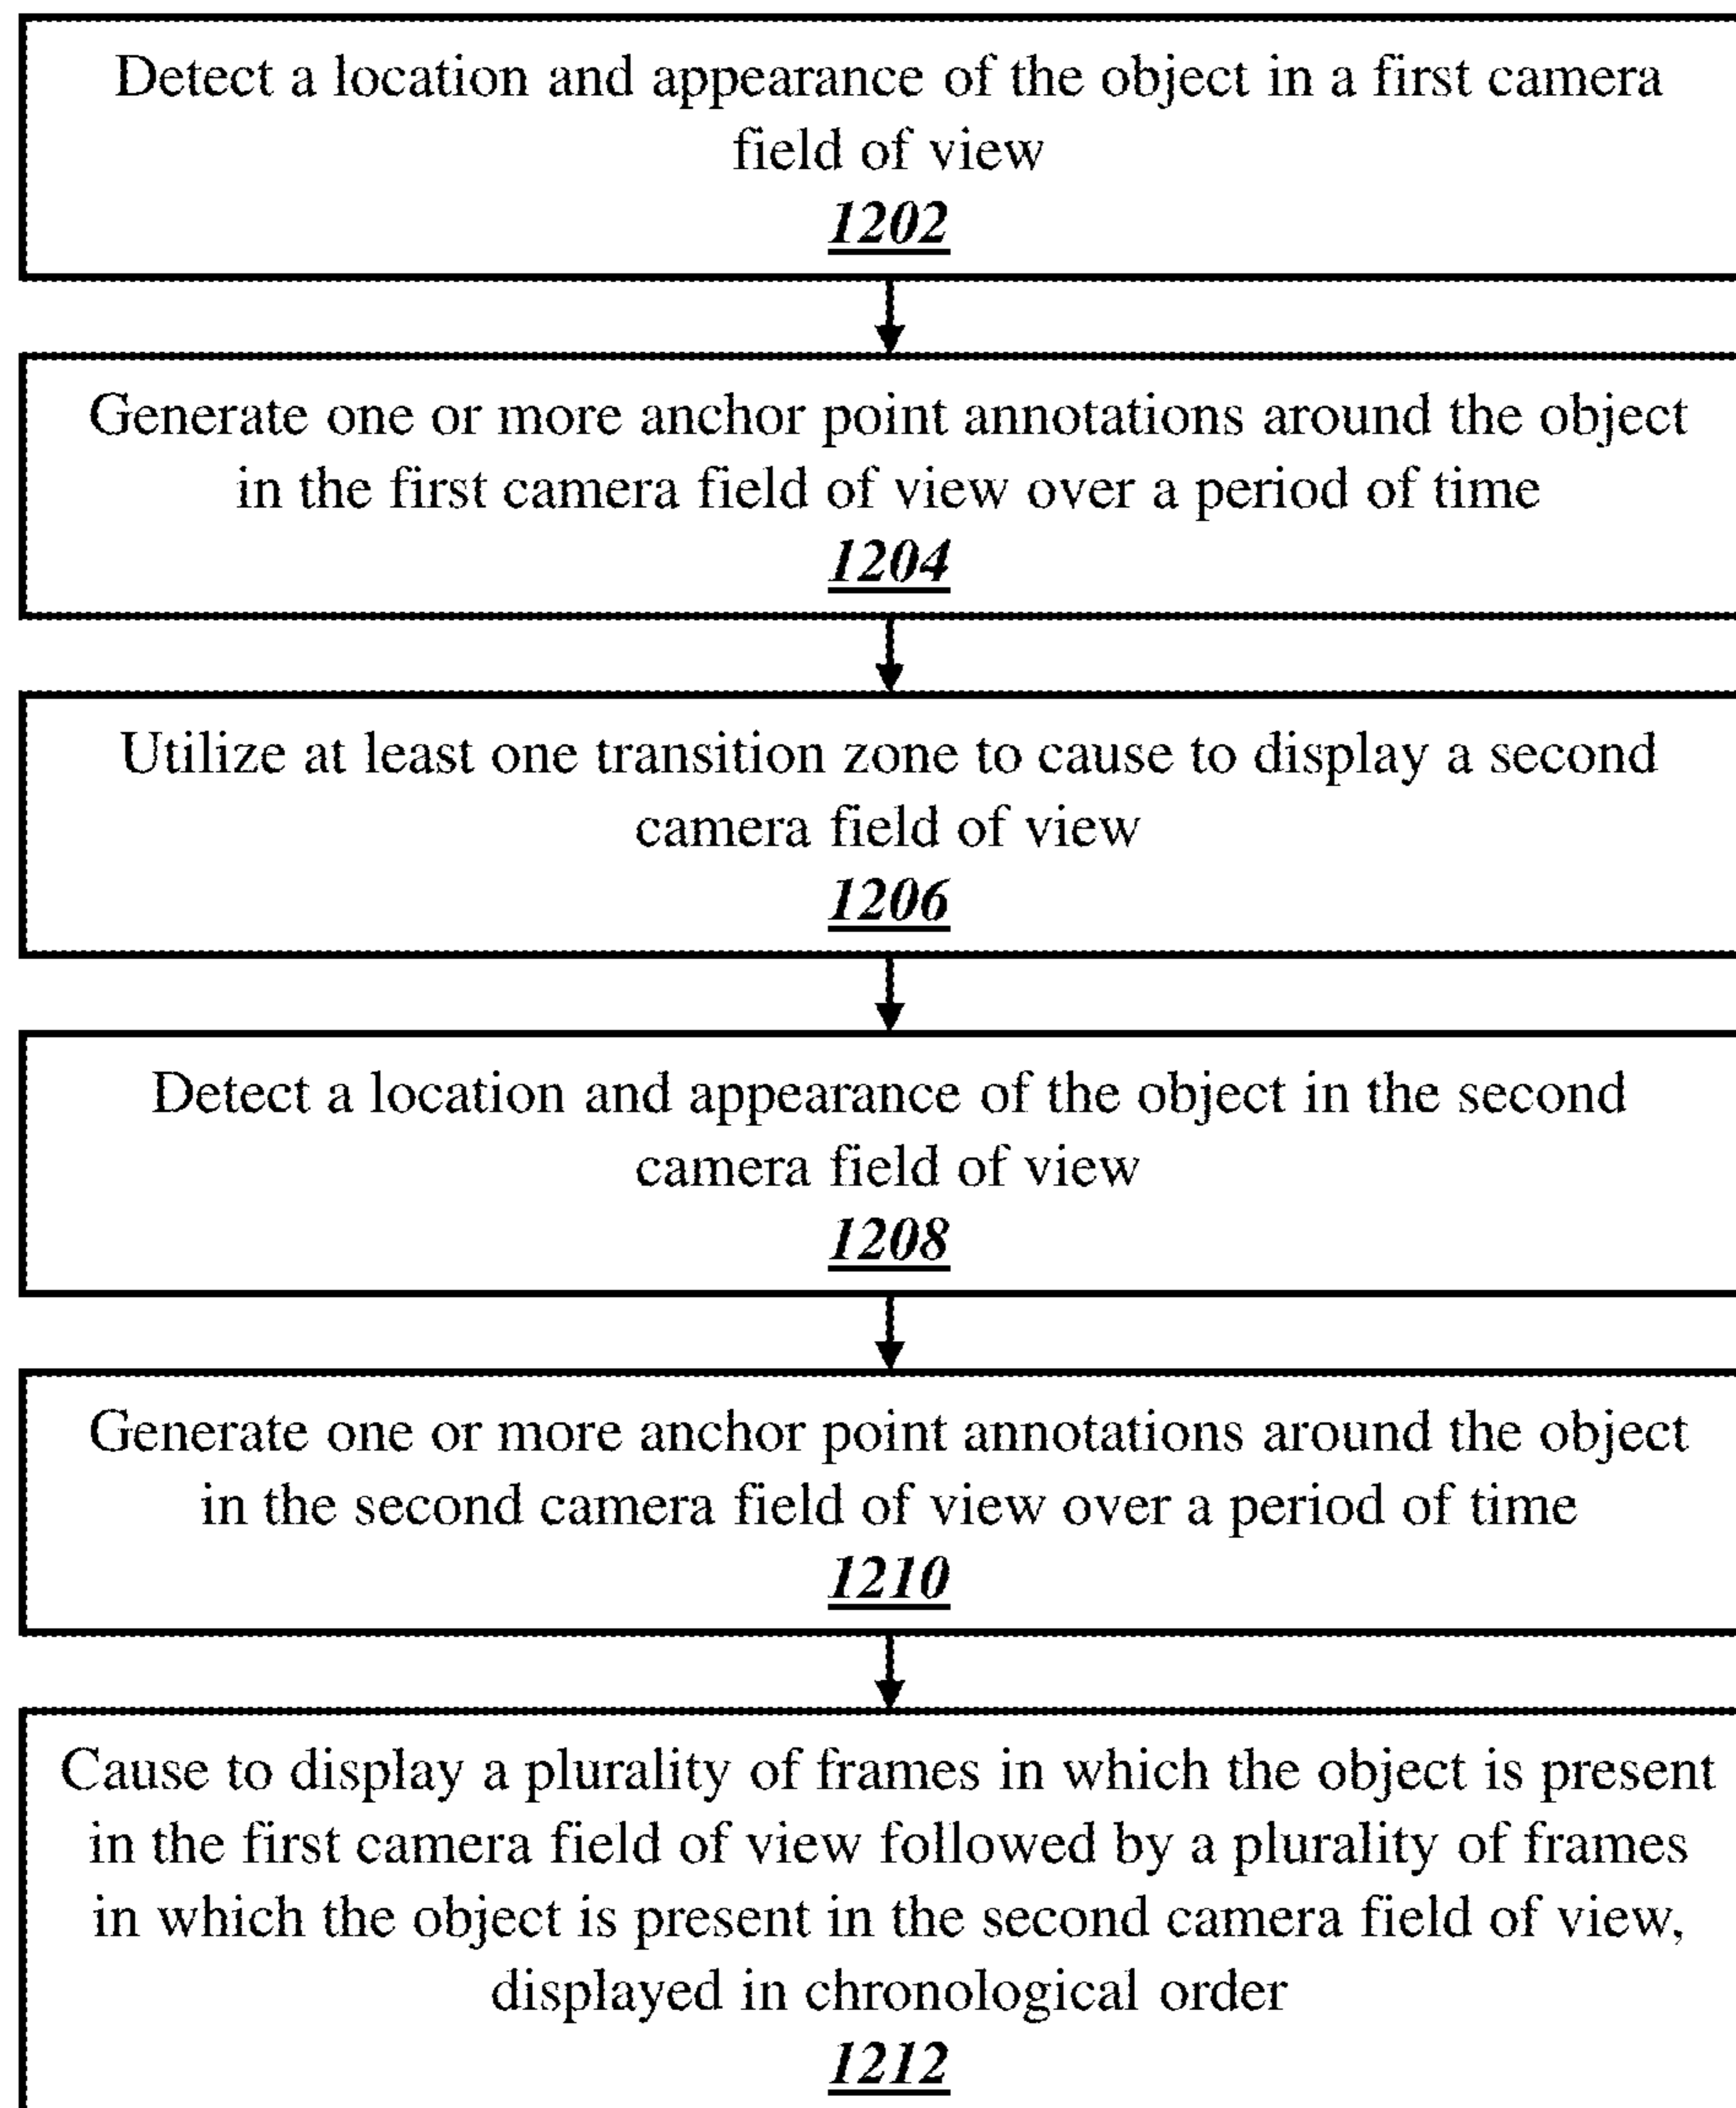 Detect a location and appearance of the object in a first camera
field of view
1202
Generate one or more anchor point annotations around the object
in the first camera field of view over a period of time
1204
Utilize at least one transition zone to cause to display a second
camera field of view
1206
Detect a location and appearance of the object in the second
camera field of view
1208
Generate one or more anchor point annotations around the object
in the second camera field of view over a period of time
1210
Cause to display a plurality of frames in which the object is present
in the first camera field of view followed by a plurality of frames
in which the object is present in the second camera field of view,
displayed in chronological order
1212